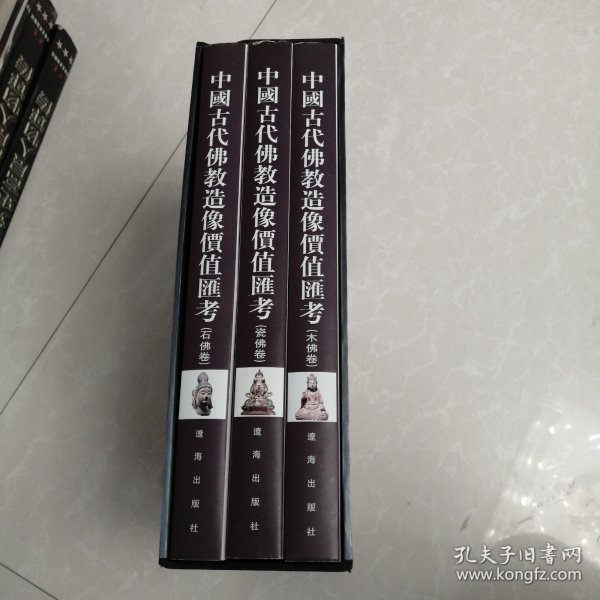 中國古代佛教造像價值匯考
(石佛卷)
遼海出版社
中國古代佛教造像價值匯考
(瓷佛卷)
遼海出版社
中國古代佛教造像價值匯考
(木佛卷)
遼海出版社
孔夫子旧书网
www.kongfz.com